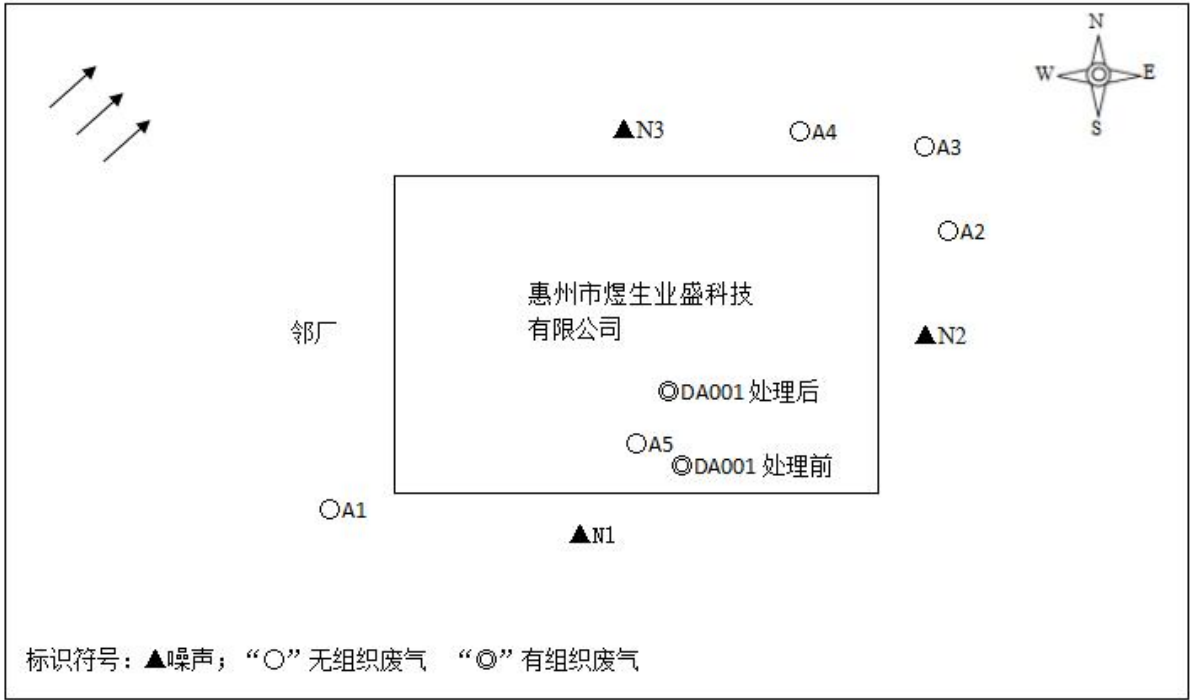 N
W
E
S
▲N3
○A4
○A3
○A2
惠州市煜生业盛科技
有限公司
邻厂
▲N2
◎DA001 处理后
○A5
◎DA001 处理前
○A1
▲N1
标识符号：▲噪声；“○”无组织废气 “◎”有组织废气